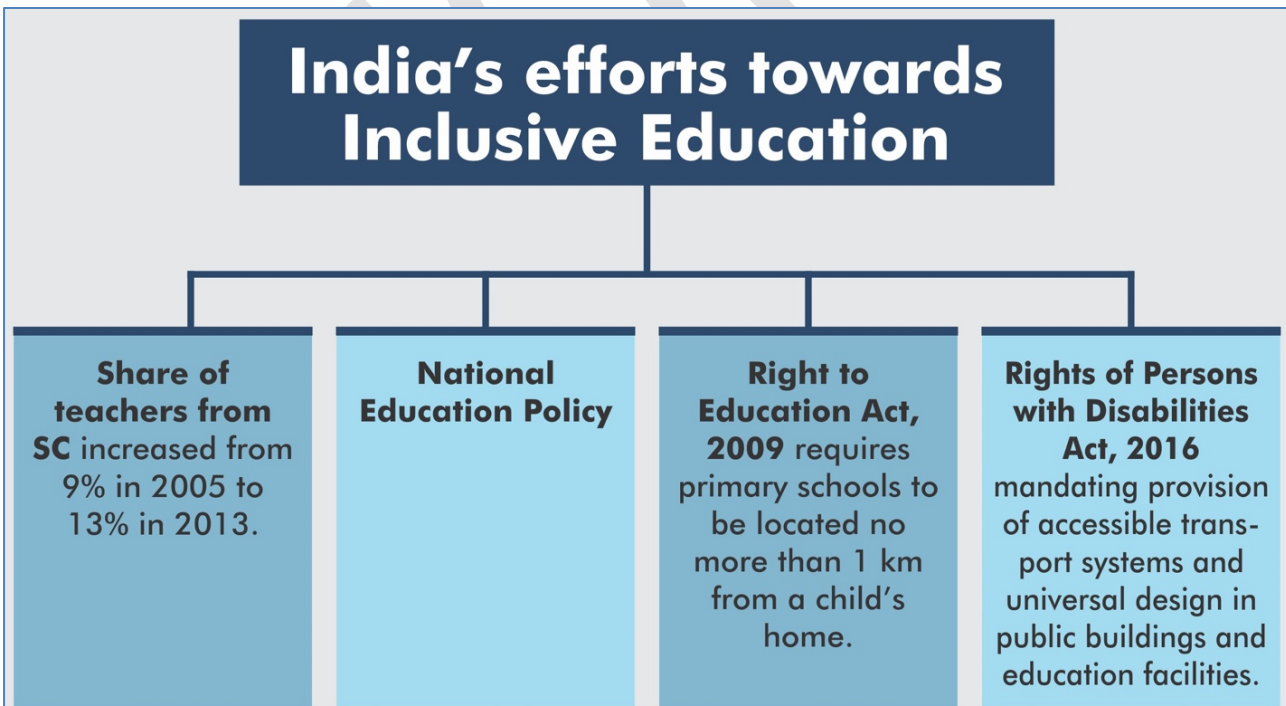 India’s efforts towards
Inclusive Education
Share of
teachers from
SC increased from
9% in 2005 to
13% in 2013.
National
Education Policy
Right to
Education Act,
2009 requires
primary schools to
be located no
more than 1 km
from a child’s
home.
Rights of Persons
with Disabilities
Act, 2016
mandating provision
of accessible trans-
port systems and
universal design in
public buildings and
education facilities.